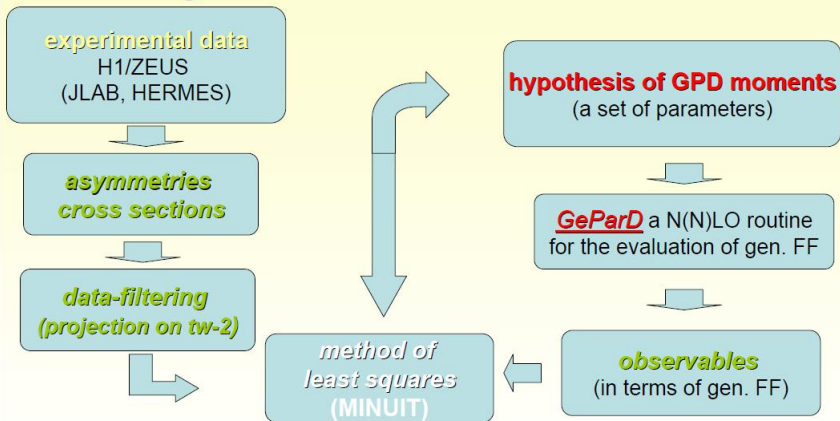 experimental data
H1/ZEUS
(JLAB, HERMES)
asymmetries
cross sections
data-filtering
(projection on tw-2)
method of
least squares
(MINUIT)
hypothesis of GPD moments
(a set of parameters)
GeParD a N(N)LO routine
for the evaluation of gen. FF
observables
(in terms of gen. FF)